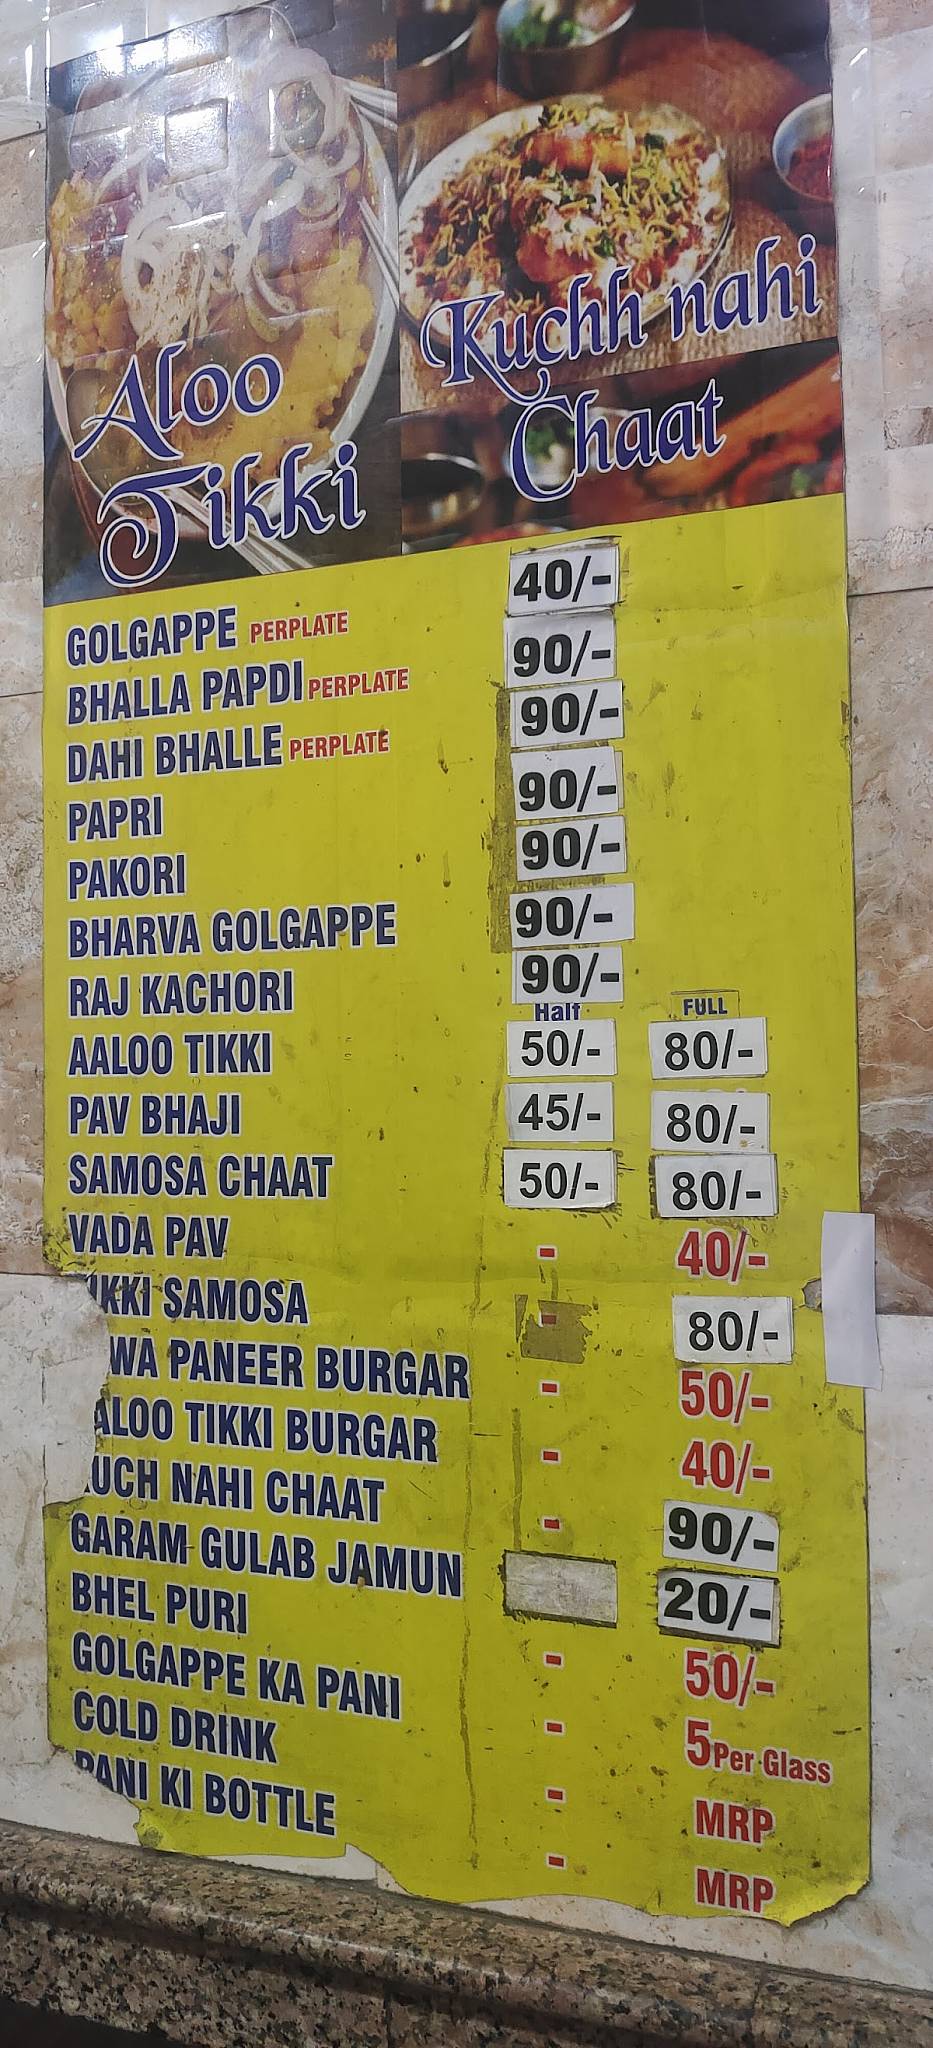 Aloo
Tikki
Kuchh nahi
Chaat
GOLGAPPE PERPLATE 40/-
BHALLA PAPDI PERPLATE 90/-
DAHI BHALLE PERPLATE 90/-
PAPRI 90/-
PAKORI 90/-
BHARVA GOLGAPPE 90/-
RAJ KACHORI 90/-
Half FULL
AALOO TIKKI 50/- 80/-
PAV BHAJI 45/- 80/-
SAMOSA CHAAT 50/- 80/-
VADA PAV - 40/-
IKKI SAMOSA - 80/-
WA PANEER BURGAR - 50/-
ALOO TIKKI BURGAR - 40/-
UCH NAHI CHAAT - 90/-
GARAM GULAB JAMUN 20/-
BHEL PURI - 50/-
GOLGAPPE KA PANI - 5 Per Glass
COLD DRINK - MRP
PANI KI BOTTLE - MRP